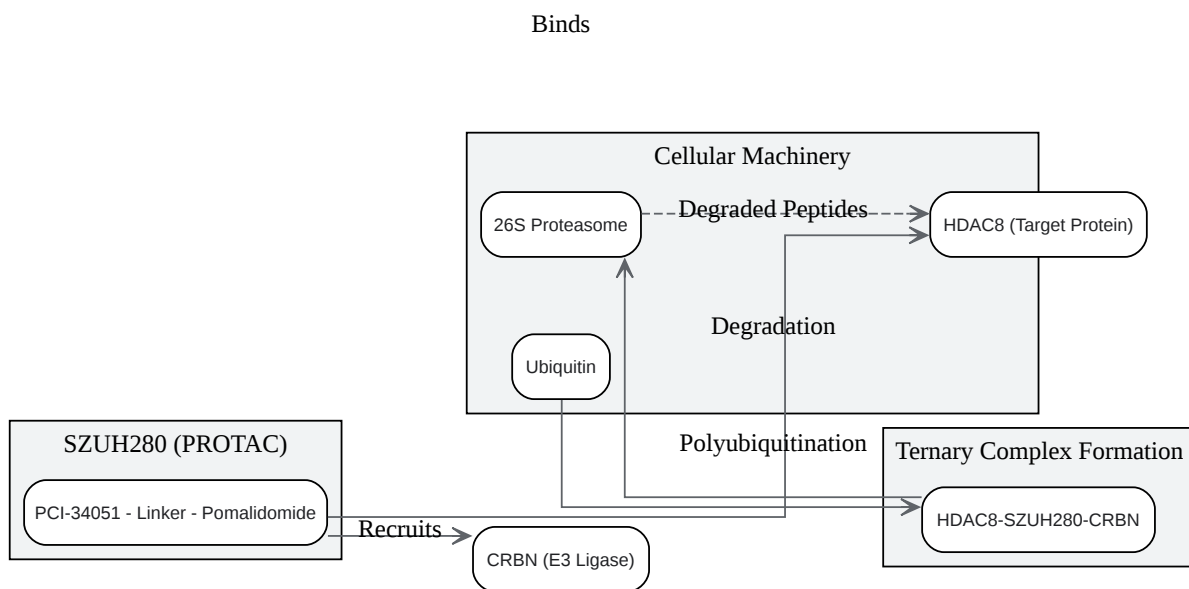 Binds
Cellular Machinery
26S Proteasome
Degraded Peptides
HDAC8 (Target Protein)
Degradation
Ubiquitin
SZUH280 (PROTAC)
Polyubiquitination
Ternary Complex Formation
PCI-34051 - Linker - Pomalidomide
Recruits
HDAC8-SZUH280-CRBN
CRBN (E3 Ligase)